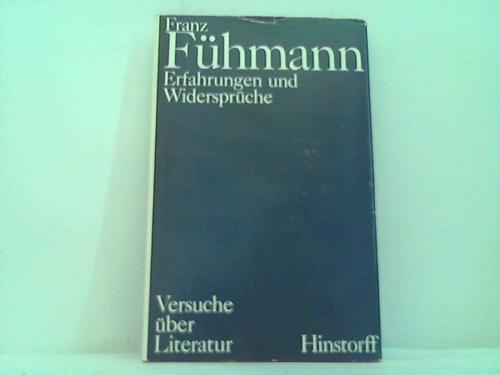 Franz
Fühmann
Erfahrungen und
Widersprüche
Versuche
über
Literatur
Hinstorff